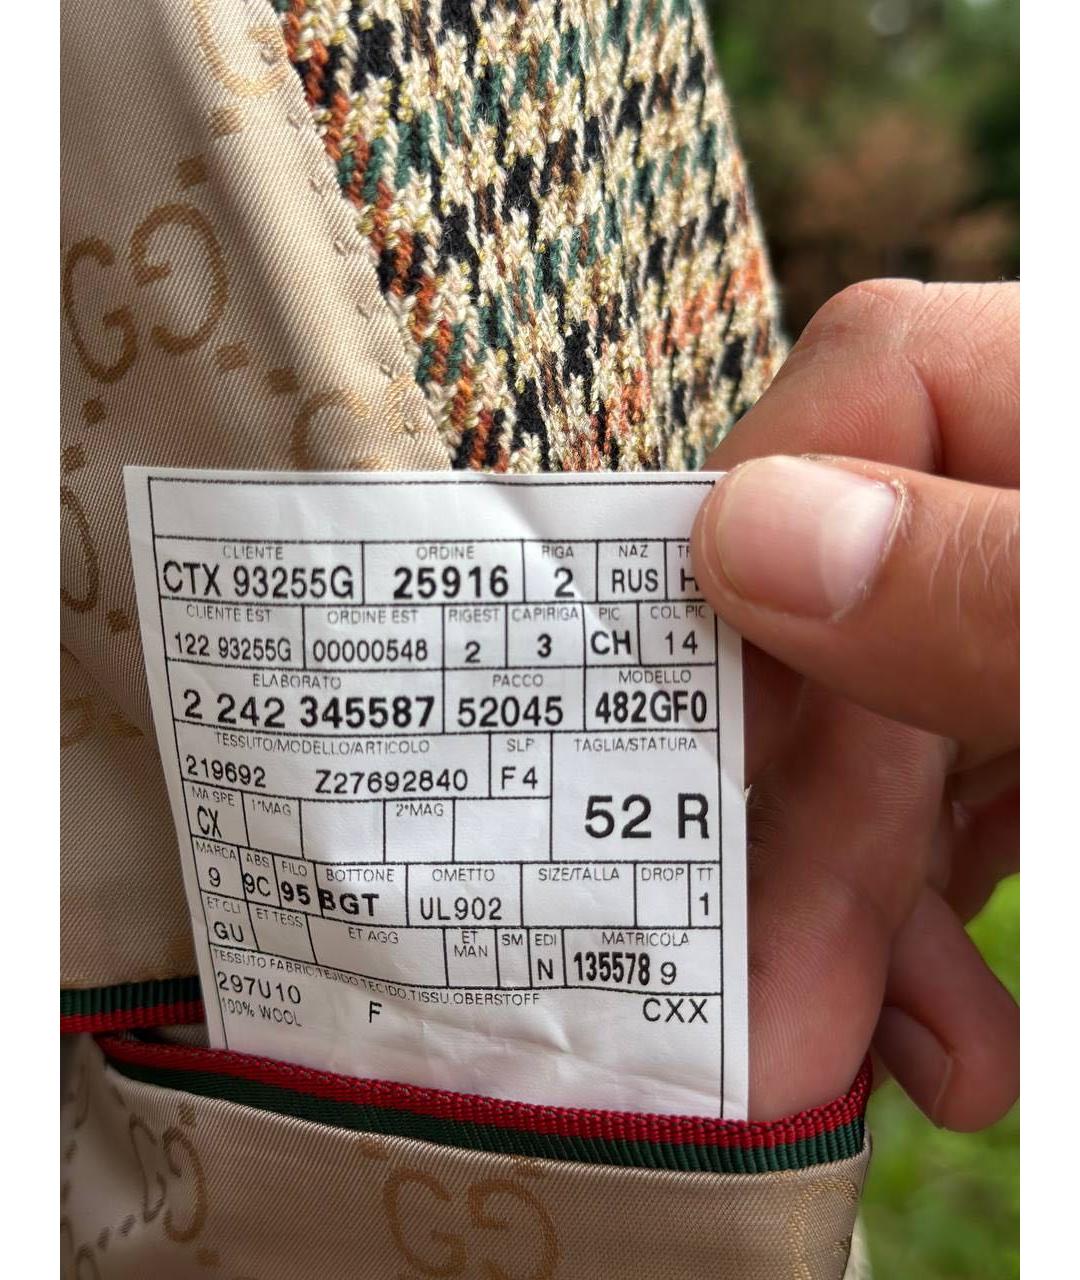 CLIENTE ORDINE RIGA NAZ
CTX 93255G 25916 2 RUS
CLIENTE EST ORDINE EST RIGEST CAPIRIGA PIC COL PIC
122 93255G 00000548 2 3 CH 14
ELABORATO PACCO MODELLO
2 242 345587 52045 482GF0
TESSUTO/MODELLO/ARTICOLO SLP TAGLIA/STATURA
219692 Z27692840 F4 52 R
MA SPE 1°MAG 2°MAG
CX
MARCA ABS FILO BOTTONE OMETTO SIZE/TALLA DROP TT
9 9C 95 BGT UL902 1
ET CLI ET TESS ET AGG ET MAN SM EDI MATRICOLA
GU N 135578 9
TESSUTO FABRIC,TEJIDO,TECIDO,TISSU,OBERSTOFF
297U10 F CXX
100% WOOL